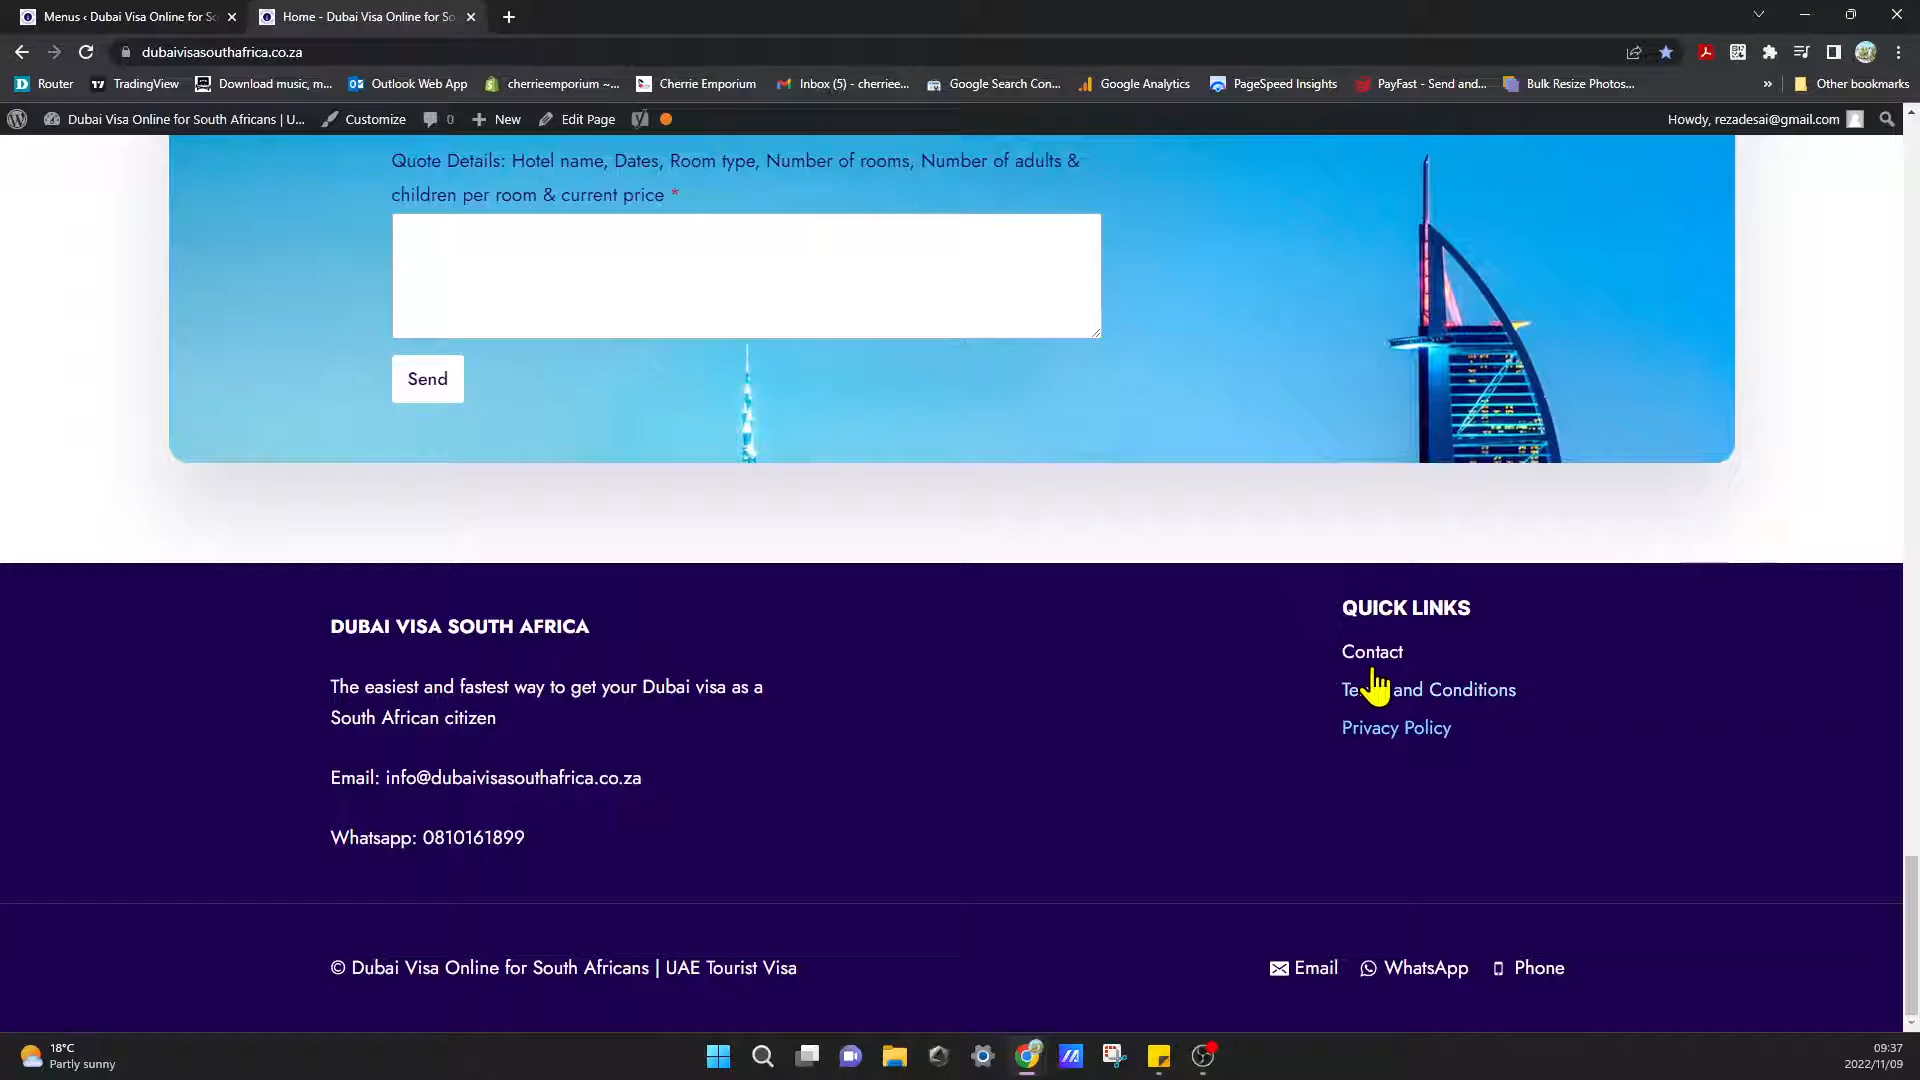 Menus ‹ Dubai Visa Online for So
Home - Dubai Visa Online for So
dubaivisasouthafrica.co.za
Router
TradingView
Download music, m...
Outlook Web App
cherrieemporium ~...
Cherrie Emporium
Inbox (5) - cherriee...
Google Search Con...
Google Analytics
PageSpeed Insights
PayFast - Send and...
Bulk Resize Photos...
»
Other bookmarks
Dubai Visa Online for South Africans | U...
Customize
0
New
Edit Page
Howdy, rezadesai@gmail.com
Quote Details: Hotel name, Dates, Room type, Number of rooms, Number of adults &
children per room & current price *
Send
DUBAI VISA SOUTH AFRICA
The easiest and fastest way to get your Dubai visa as a
South African citizen
Email: info@dubaivisasouthafrica.co.za
Whatsapp: 0810161899
QUICK LINKS
Contact
and Conditions
Privacy Policy
© Dubai Visa Online for South Africans | UAE Tourist Visa
Email
WhatsApp
Phone
18°C
Partly sunny
09:37
2022/11/09